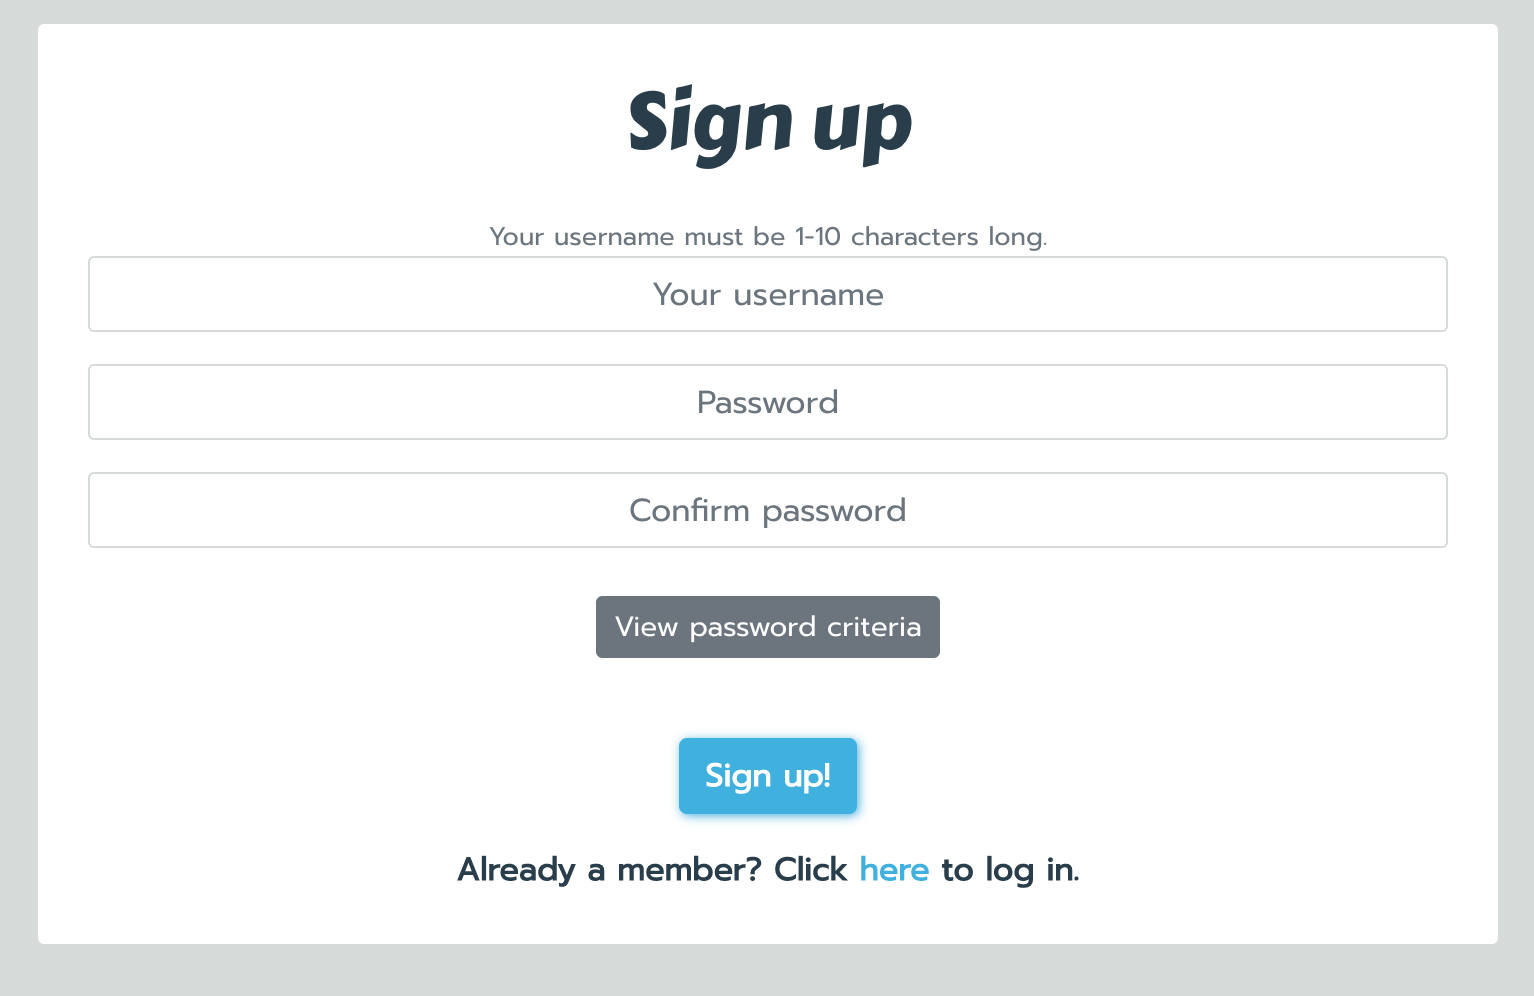 Sign up
Your username must be 1-10 characters long.
Your username
Password
Confirm password
View password criteria
Sign up!
Already a member? Click here to log in.